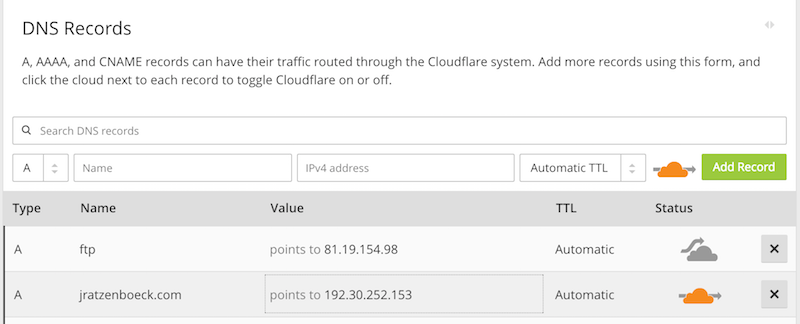 DNS Records
A, AAAA, and CNAME records can have their traffic routed through the Cloudflare system. Add more records using this form, and
click the cloud next to each record to toggle Cloudflare on or off.
Search DNS records
A Name IPv4 address Automatic TTL Add Record
Type Name Value TTL Status
A ftp points to 81.19.154.98 Automatic ×
A jratzenboeck.com points to 192.30.252.153 Automatic ×